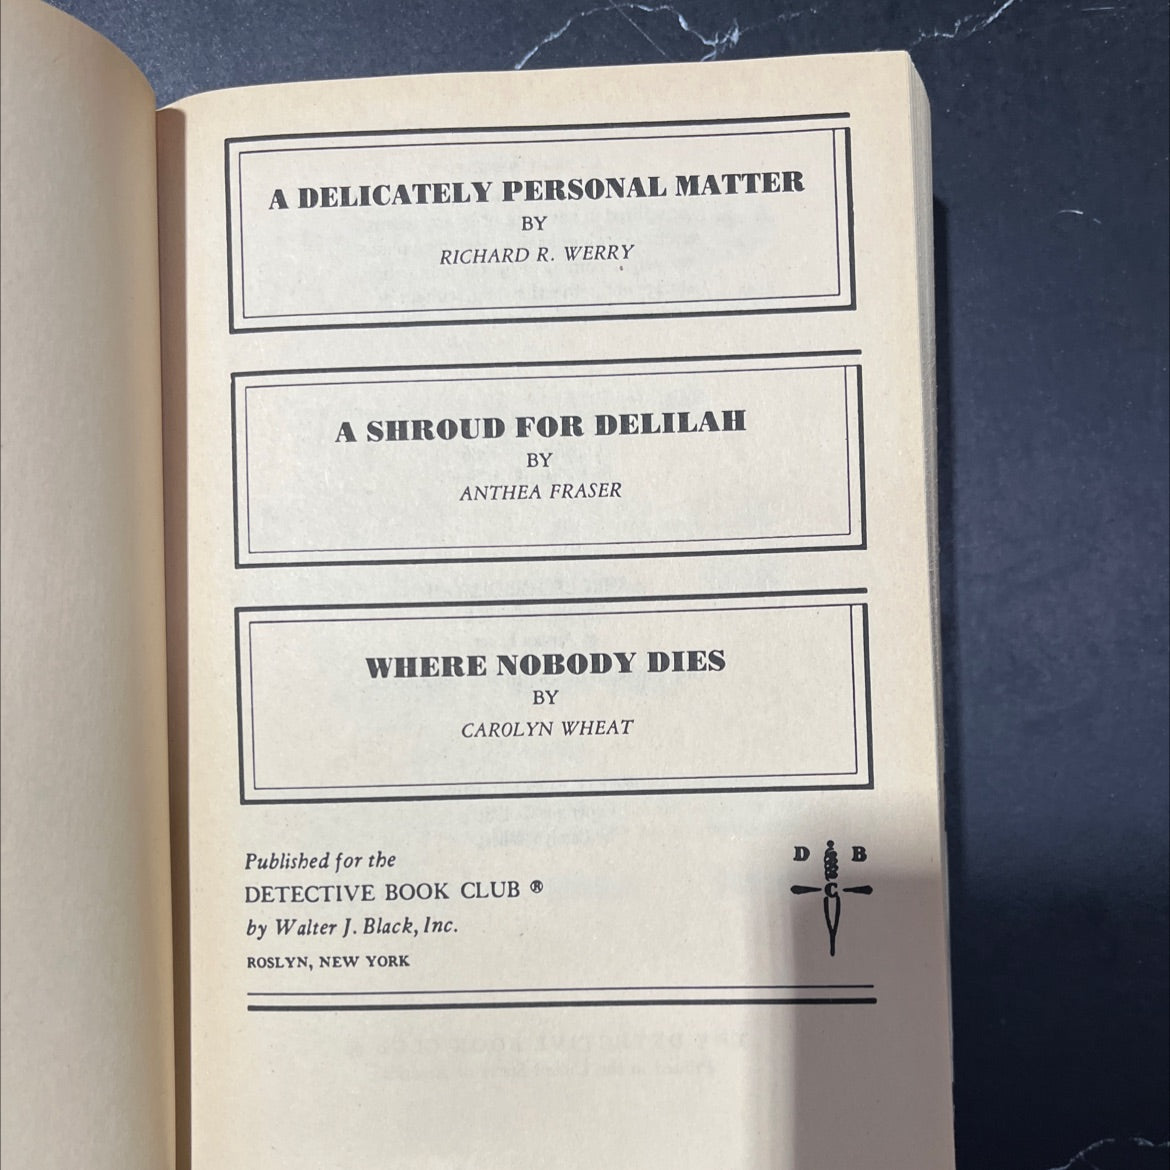 A DELICATELY PERSONAL MATTER
BY
RICHARD R. WERRY
A SHROUD FOR DELILAH
BY
ANTHEA FRASER
WHERE NOBODY DIES
BY
CAROLYN WHEAT
Published for the
DETECTIVE BOOK CLUB ®
by Walter J. Black, Inc.
ROSLYN, NEW YORK
D B
C